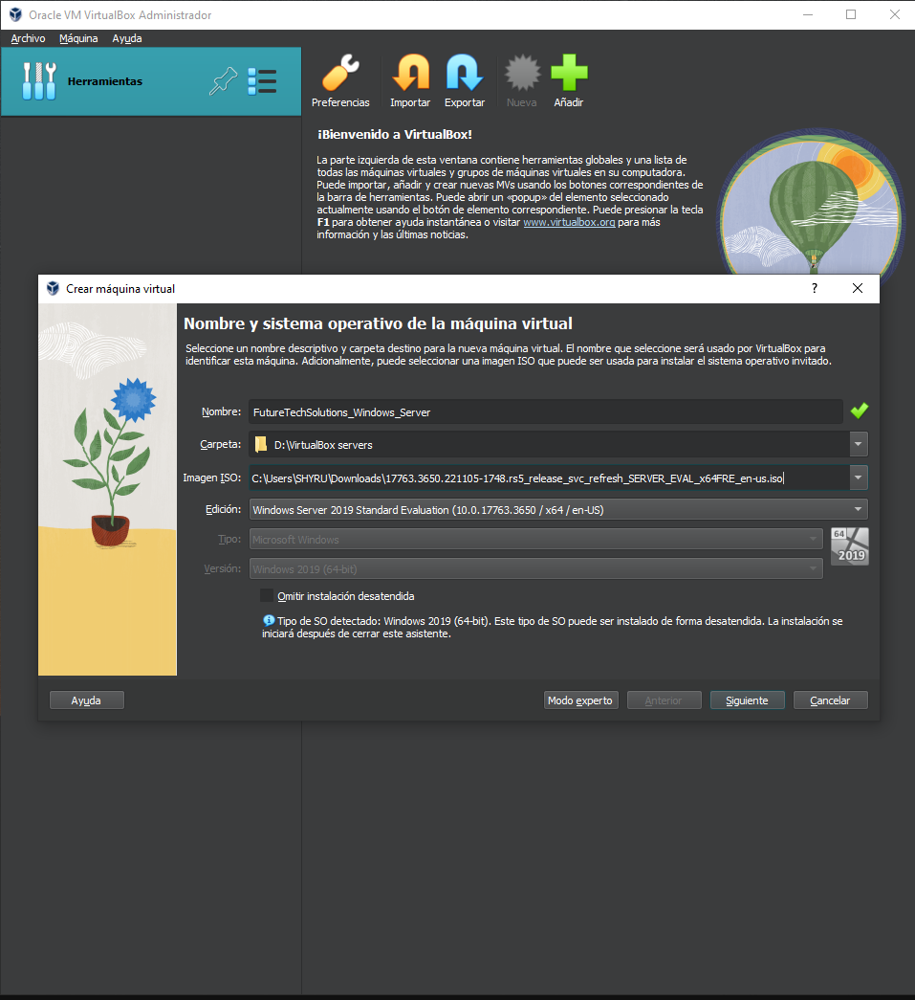 Oracle VM VirtualBox Administrador
Archivo Máquina Ayuda
Herramientas
Preferencias Importar Exportar Nueva Añadir
¡Bienvenido a VirtualBox!
La parte izquierda de esta ventana contiene herramientas globales y una lista de
todas las máquinas virtuales y grupos de máquinas virtuales en su computadora.
Puede importar, añadir y crear nuevas MVs usando los botones correspondientes de
la barra de herramientas. Puede abrir un «popup» del elemento seleccionado
actualmente usando el botón de elemento correspondiente. Puede presionar la tecla
F1 para obtener ayuda instantánea o visitar www.virtualbox.org para más
información y las últimas noticias.
Crear máquina virtual
?
Nombre y sistema operativo de la máquina virtual
Seleccione un nombre descriptivo y carpeta destino para la nueva máquina virtual. El nombre que seleccione será usado por VirtualBox para
identificar esta máquina. Adicionalmente, puede seleccionar una imagen ISO que puede ser usada para instalar el sistema operativo invitado.
Nombre: FutureTechSolutions_Windows_Server
Carpeta: D:\VirtualBox servers
Imagen ISO: C:\Users\SHYRU\Downloads\17763.3650.221105-1748.rs5_release_svc_refresh_SERVER_EVAL_x64FRE_en-us.iso
Edición: Windows Server 2019 Standard Evaluation (10.0.17763.3650 / x64 / en-US)
Tipo: Microsoft Windows
64
2019
Versión: Windows 2019 (64-bit)
Omitir instalación desatendida
Tipo de SO detectado: Windows 2019 (64-bit). Este tipo de SO puede ser instalado de forma desatendida. La instalación se
iniciará después de cerrar este asistente.
Ayuda Modo experto Anterior Siguiente Cancelar